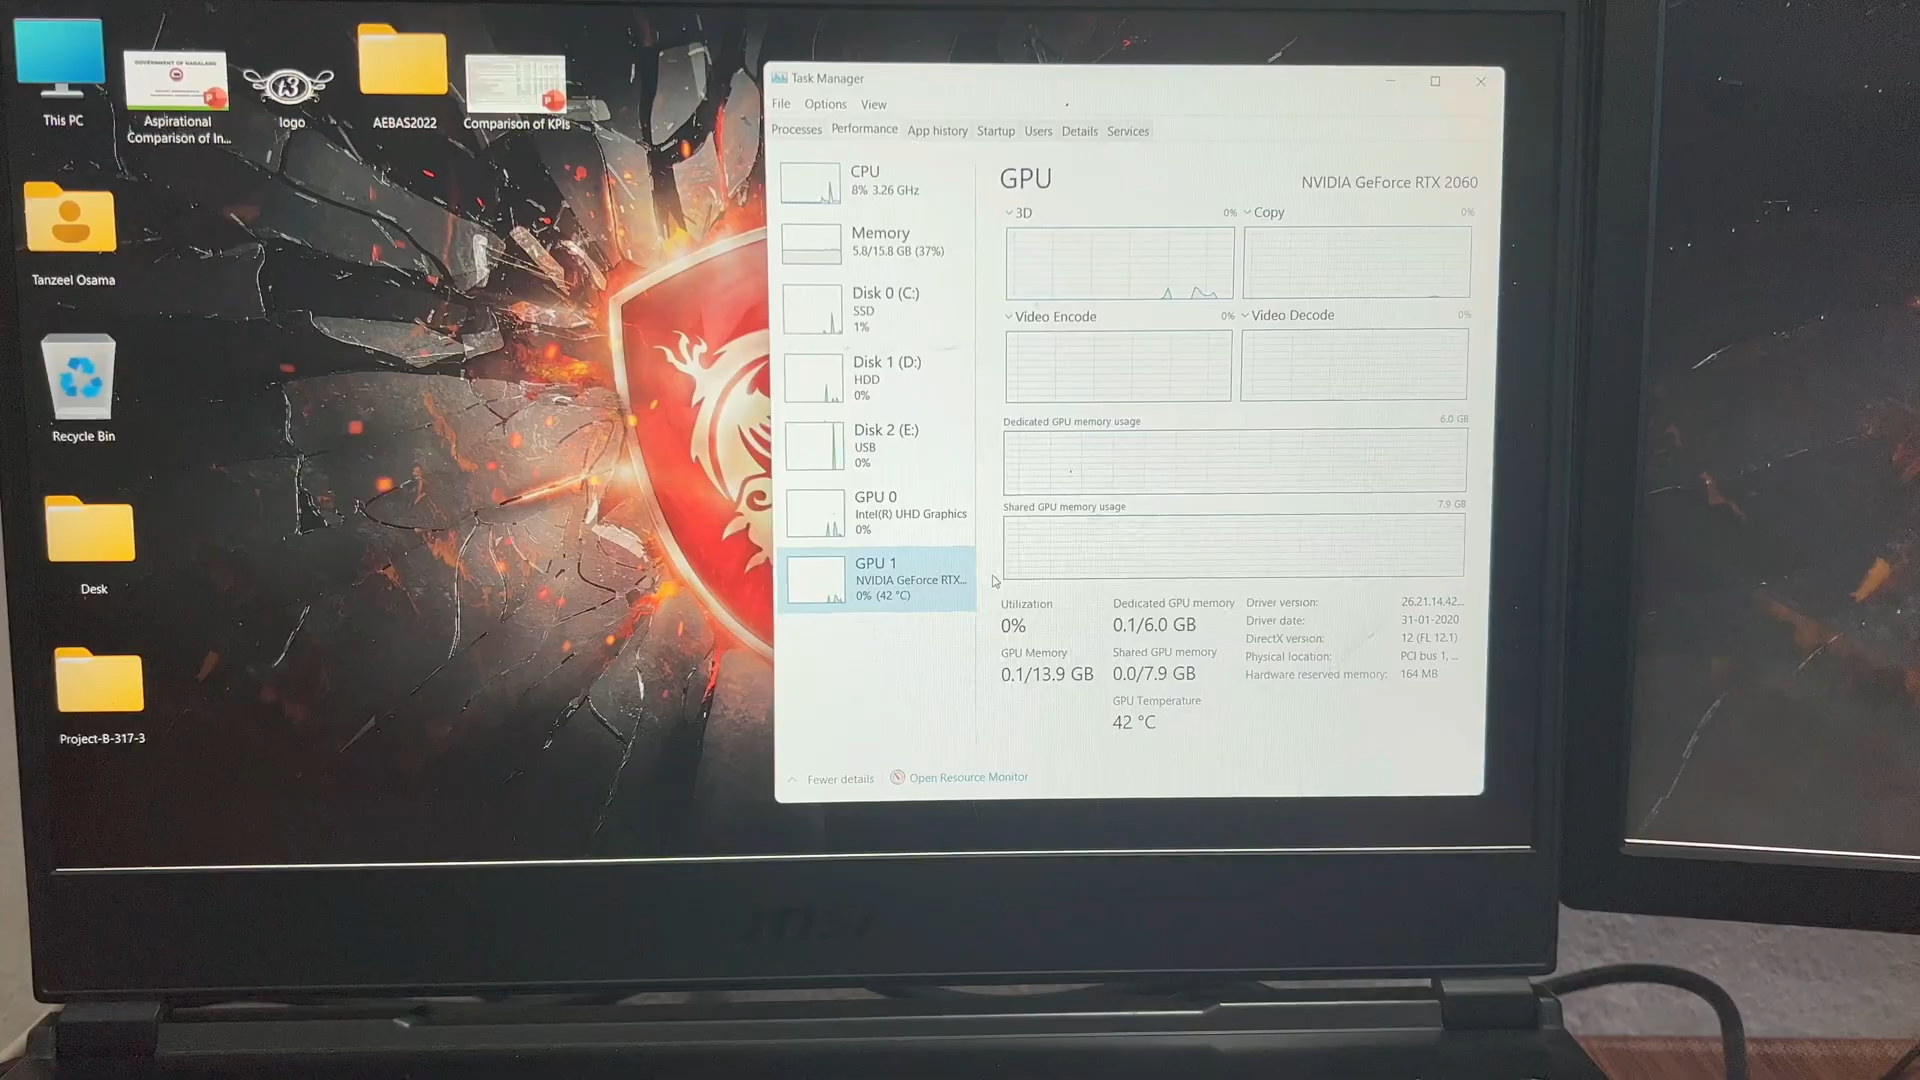 This PC
GOVERNMENT OF NAGALAND
Aspirational
Comparison of In...
t3
logo
AEBAS2022
Comparison of KPIs
Tanzeel Osama
Recycle Bin
Desk
Project-B-317-3
Task Manager
File Options View
Processes Performance App history Startup Users Details Services
CPU
8% 3.26 GHz
Memory
5.8/15.8 GB (37%)
Disk 0 (C:)
SSD
1%
Disk 1 (D:)
HDD
0%
Disk 2 (E:)
USB
0%
GPU 0
Intel(R) UHD Graphics
0%
GPU 1
NVIDIA GeForce RTX...
0% (42 °C)
GPU NVIDIA GeForce RTX 2060
3D 0% Copy 0%
Video Encode 0% Video Decode 0%
Dedicated GPU memory usage 6.0 GB
Shared GPU memory usage 7.9 GB
Utilization
0%
GPU Memory
0.1/13.9 GB
Dedicated GPU memory
0.1/6.0 GB
Shared GPU memory
0.0/7.9 GB
GPU Temperature
42 °C
Driver version: 26.21.14.42...
Driver date: 31-01-2020
DirectX version: 12 (FL 12.1)
Physical location: PCI bus 1, ...
Hardware reserved memory: 164 MB
Fewer details Open Resource Monitor
msi